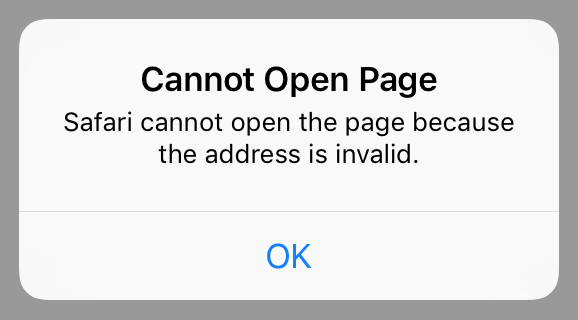 Cannot Open Page
Safari cannot open the page because
the address is invalid.
OK